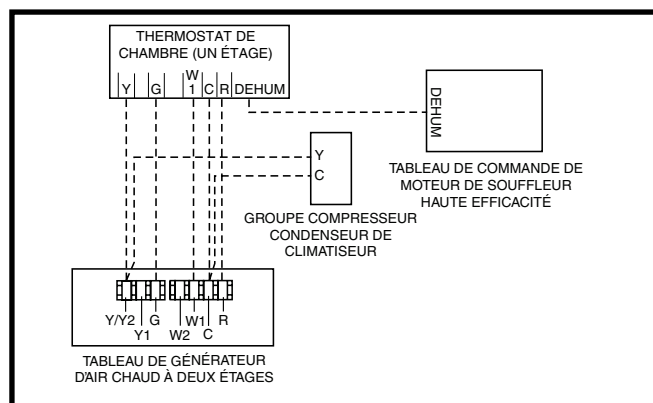 THERMOSTAT DE
CHAMBRE (UN ÉTAGE)
Y G W1 C R DEHUM
DEHUM
TABLEAU DE COMMANDE DE
MOTEUR DE SOUFFLEUR
HAUTE EFFICACITÉ
Y
C
GROUPE COMPRESSEUR
CONDENSEUR DE
CLIMATISEUR
Y/Y2 Y1 G W2 W1 C R
TABLEAU DE GÉNÉRATEUR
D'AIR CHAUD À DEUX ÉTAGES